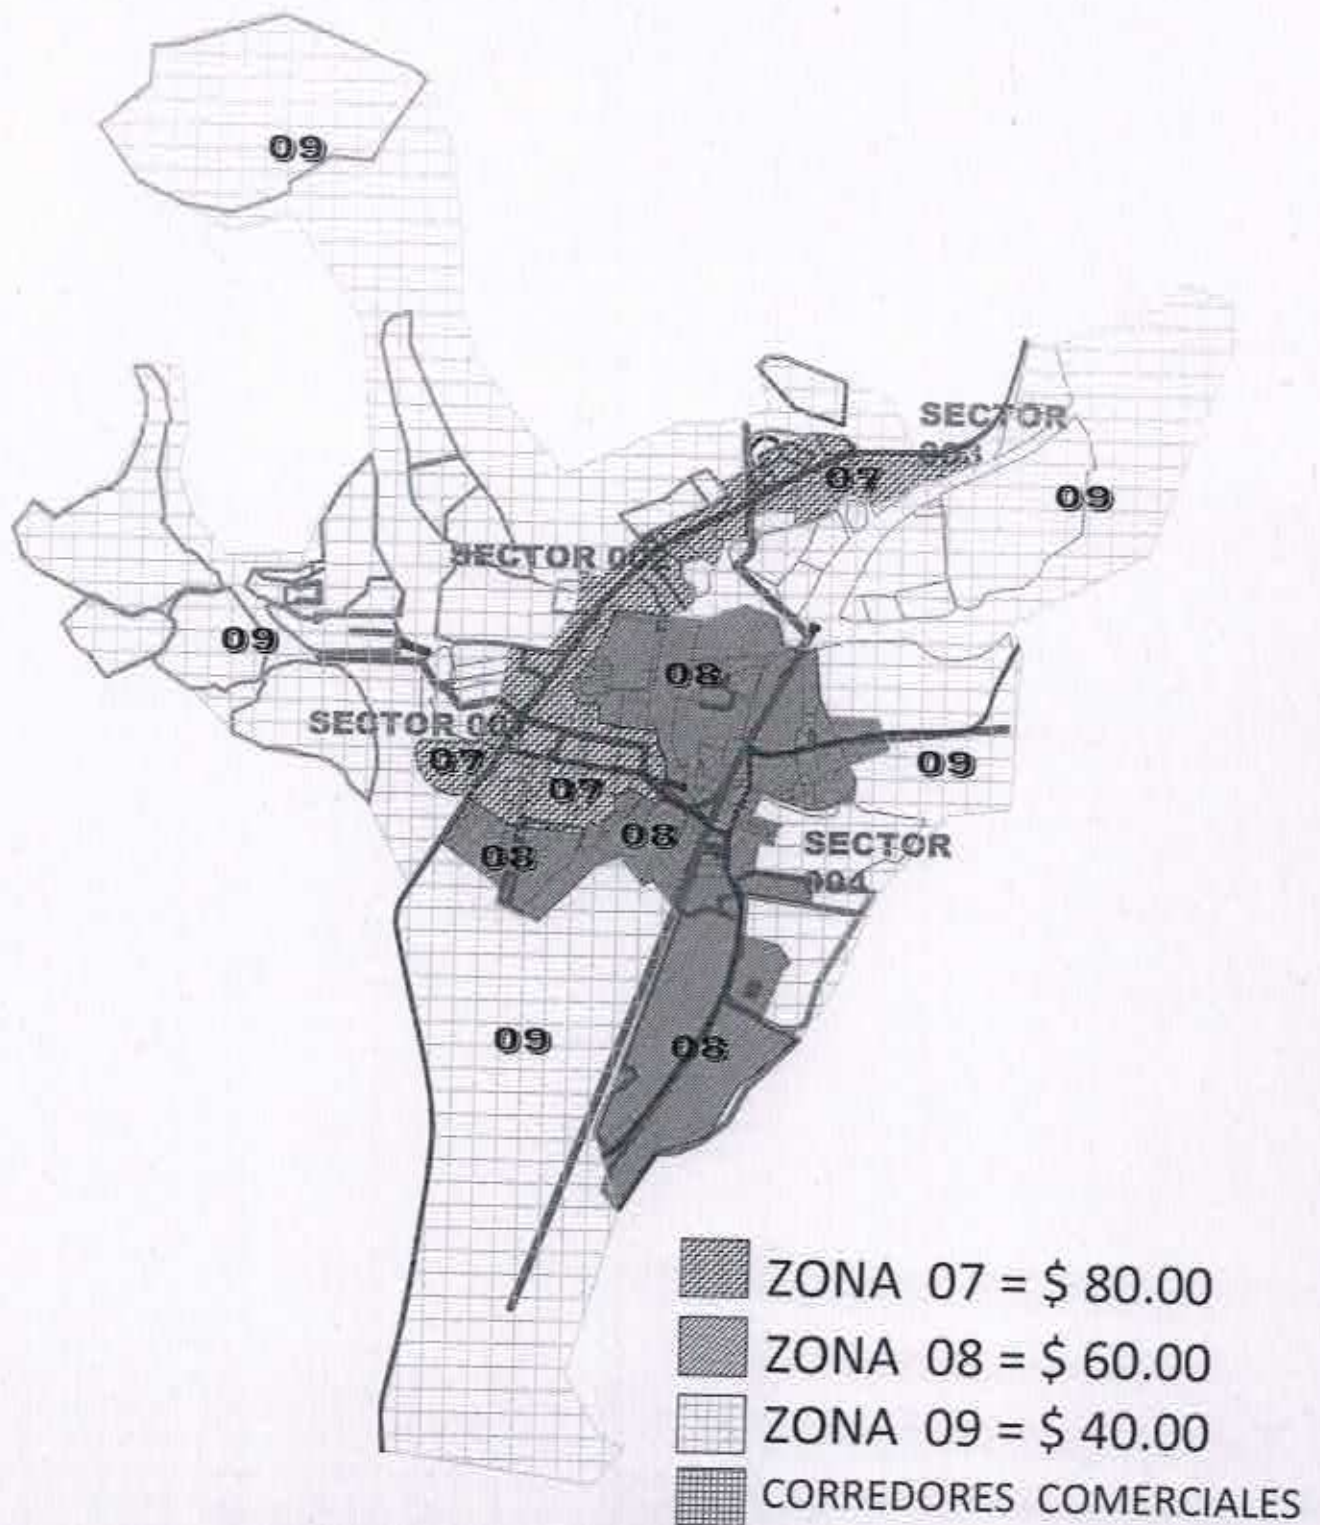 09
SECTOR
07
09
SECTOR
09
08
SECTOR
07
09
07
08
SECTOR
08
09
08
ZONA 07 = $ 80.00
ZONA 08 = $ 60.00
ZONA 09 = $ 40.00
CORREDORES COMERCIALES